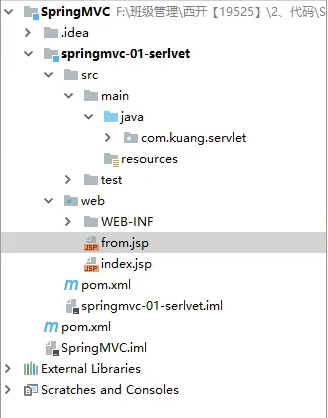 SpringMVC F:\班级管理\西开【19525】\2、代码\S
.idea
springmvc-01-serlvet
src
main
java
com.kuang.servlet
resources
test
web
WEB-INF
JSP from.jsp
JSP index.jsp
pom.xml
springmvc-01-serlvet.iml
pom.xml
SpringMVC.iml
External Libraries
Scratches and Consoles